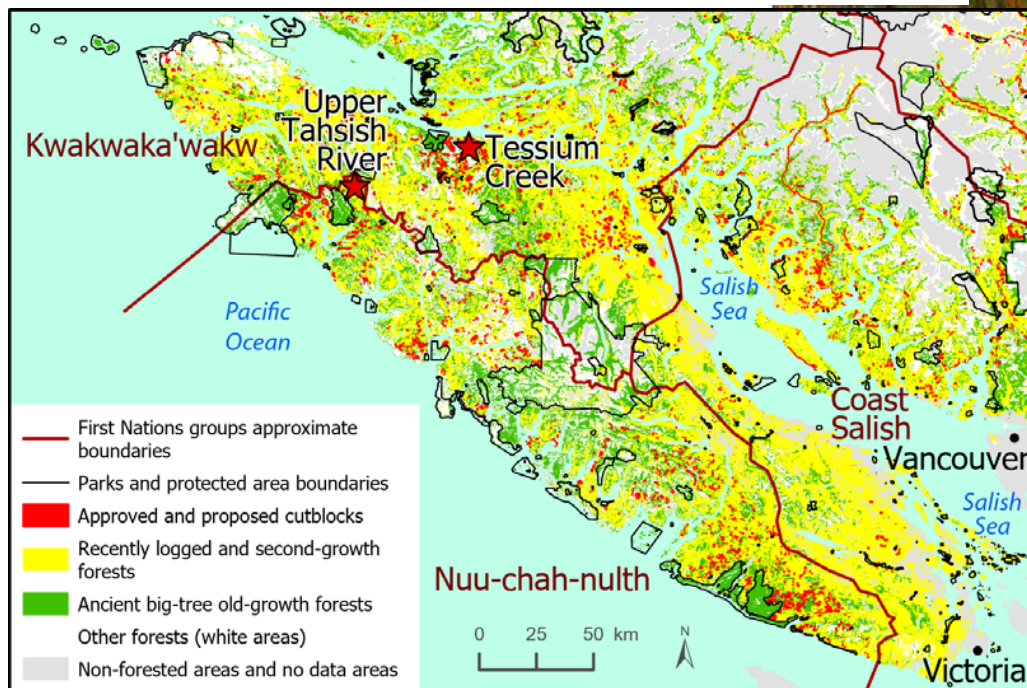 Upper
Tahsish
River
Kwakwaka'wakw
Tessium
Creek
Pacific
Ocean
Salish
Sea
Coast
Salish
Vancouver
Salish
Sea
Nuu-chah-nulth
Victoria
First Nations groups approximate
boundaries
Parks and protected area boundaries
Approved and proposed cutblocks
Recently logged and second-growth
forests
Ancient big-tree old-growth forests
Other forests (white areas)
Non-forested areas and no data areas
0 25 50 km
N